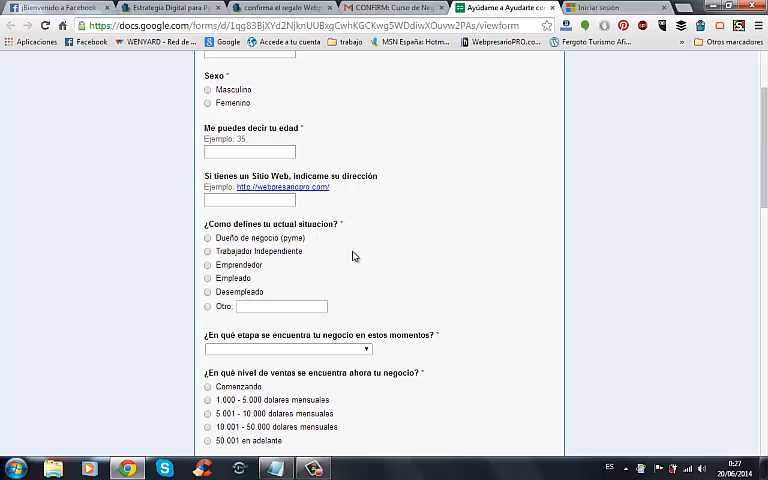 ¡Bienvenido a Facebook
Estrategia Digital para P
confirma el regalo Webp
CONFIRM: Curso de Neg
Ayúdame a Ayudarte co
Iniciar sesión
https://docs.google.com/forms/d/1qg83BjXYd2NjknUUBxgCwhKGCKwg5WDdiwXOuvw2PAs/viewform
Aplicaciones
Facebook
WENYARD - Red de ...
Google
Accede a tu cuenta
trabajo
MSN España: Hotm...
WebpresarioPRO.co...
Fergoto Turismo Afi...
Otros marcadores
Sexo *
Masculino
Femenino
Me puedes decir tu edad *
Ejemplo: 35
Si tienes un Sitio Web, indícame su dirección
Ejemplo: http://webpresariopro.com/
¿Como defines tu actual situacion? *
Dueño de negocio (pyme)
Trabajador Independiente
Emprendedor
Empleado
Desempleado
Otro:
¿En qué etapa se encuentra tu negocio en estos momentos? *
¿En qué nivel de ventas se encuentra ahora tu negocio? *
Comenzando
1.000 - 5.000 dolares mensuales
5.001 - 10.000 dolares mensuales
10.001 - 50.000 dolares mensuales
50.001 en adelante
ES
0:27
20/06/2014